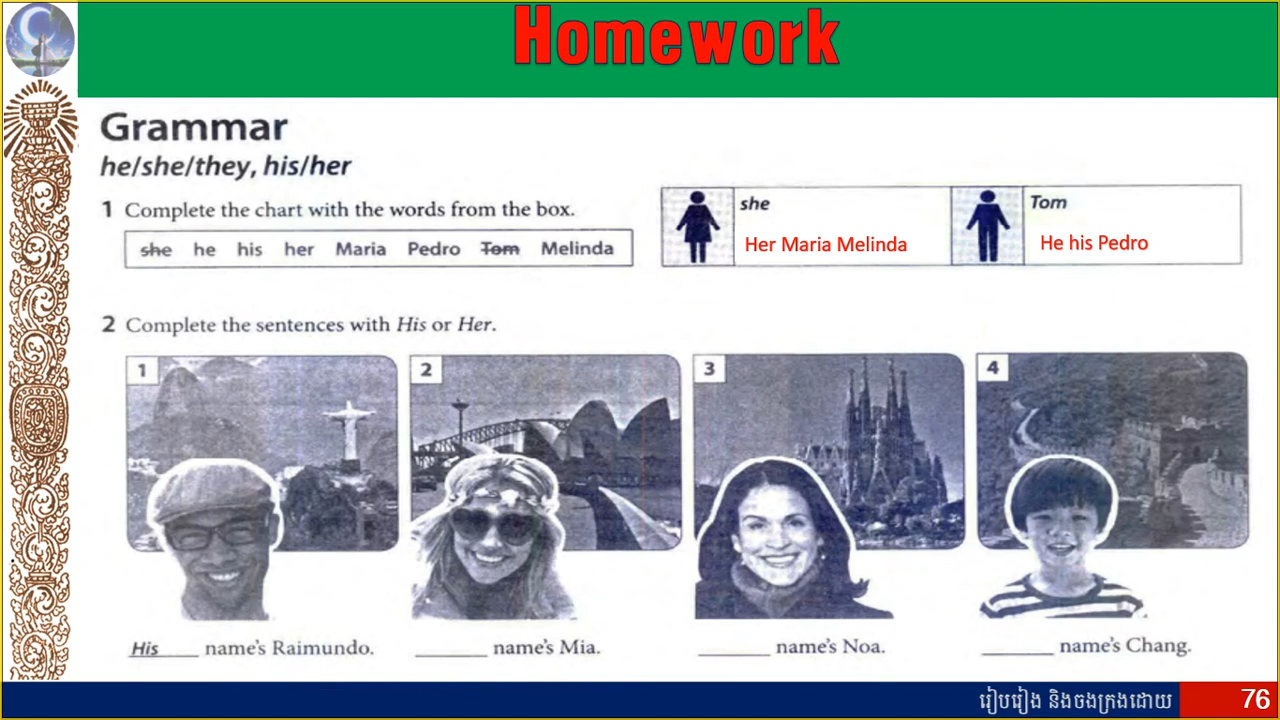 Homework
Grammar
he/she/they, his/her
1 Complete the chart with the words from the box.
she he his her Maria Pedro Tom Melinda
she
Her Maria Melinda
Tom
He his Pedro
2 Complete the sentences with His or Her.
1
2
3
4
His name's Raimundo.
______ name's Mia.
______ name's Noa.
______ name's Chang.
រៀបរៀង និងចងក្រងដោយ
76